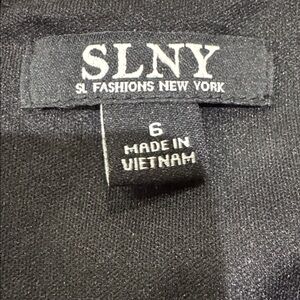 SLNY
SL FASHIONS NEW YORK
6
MADE IN
VIETNAM